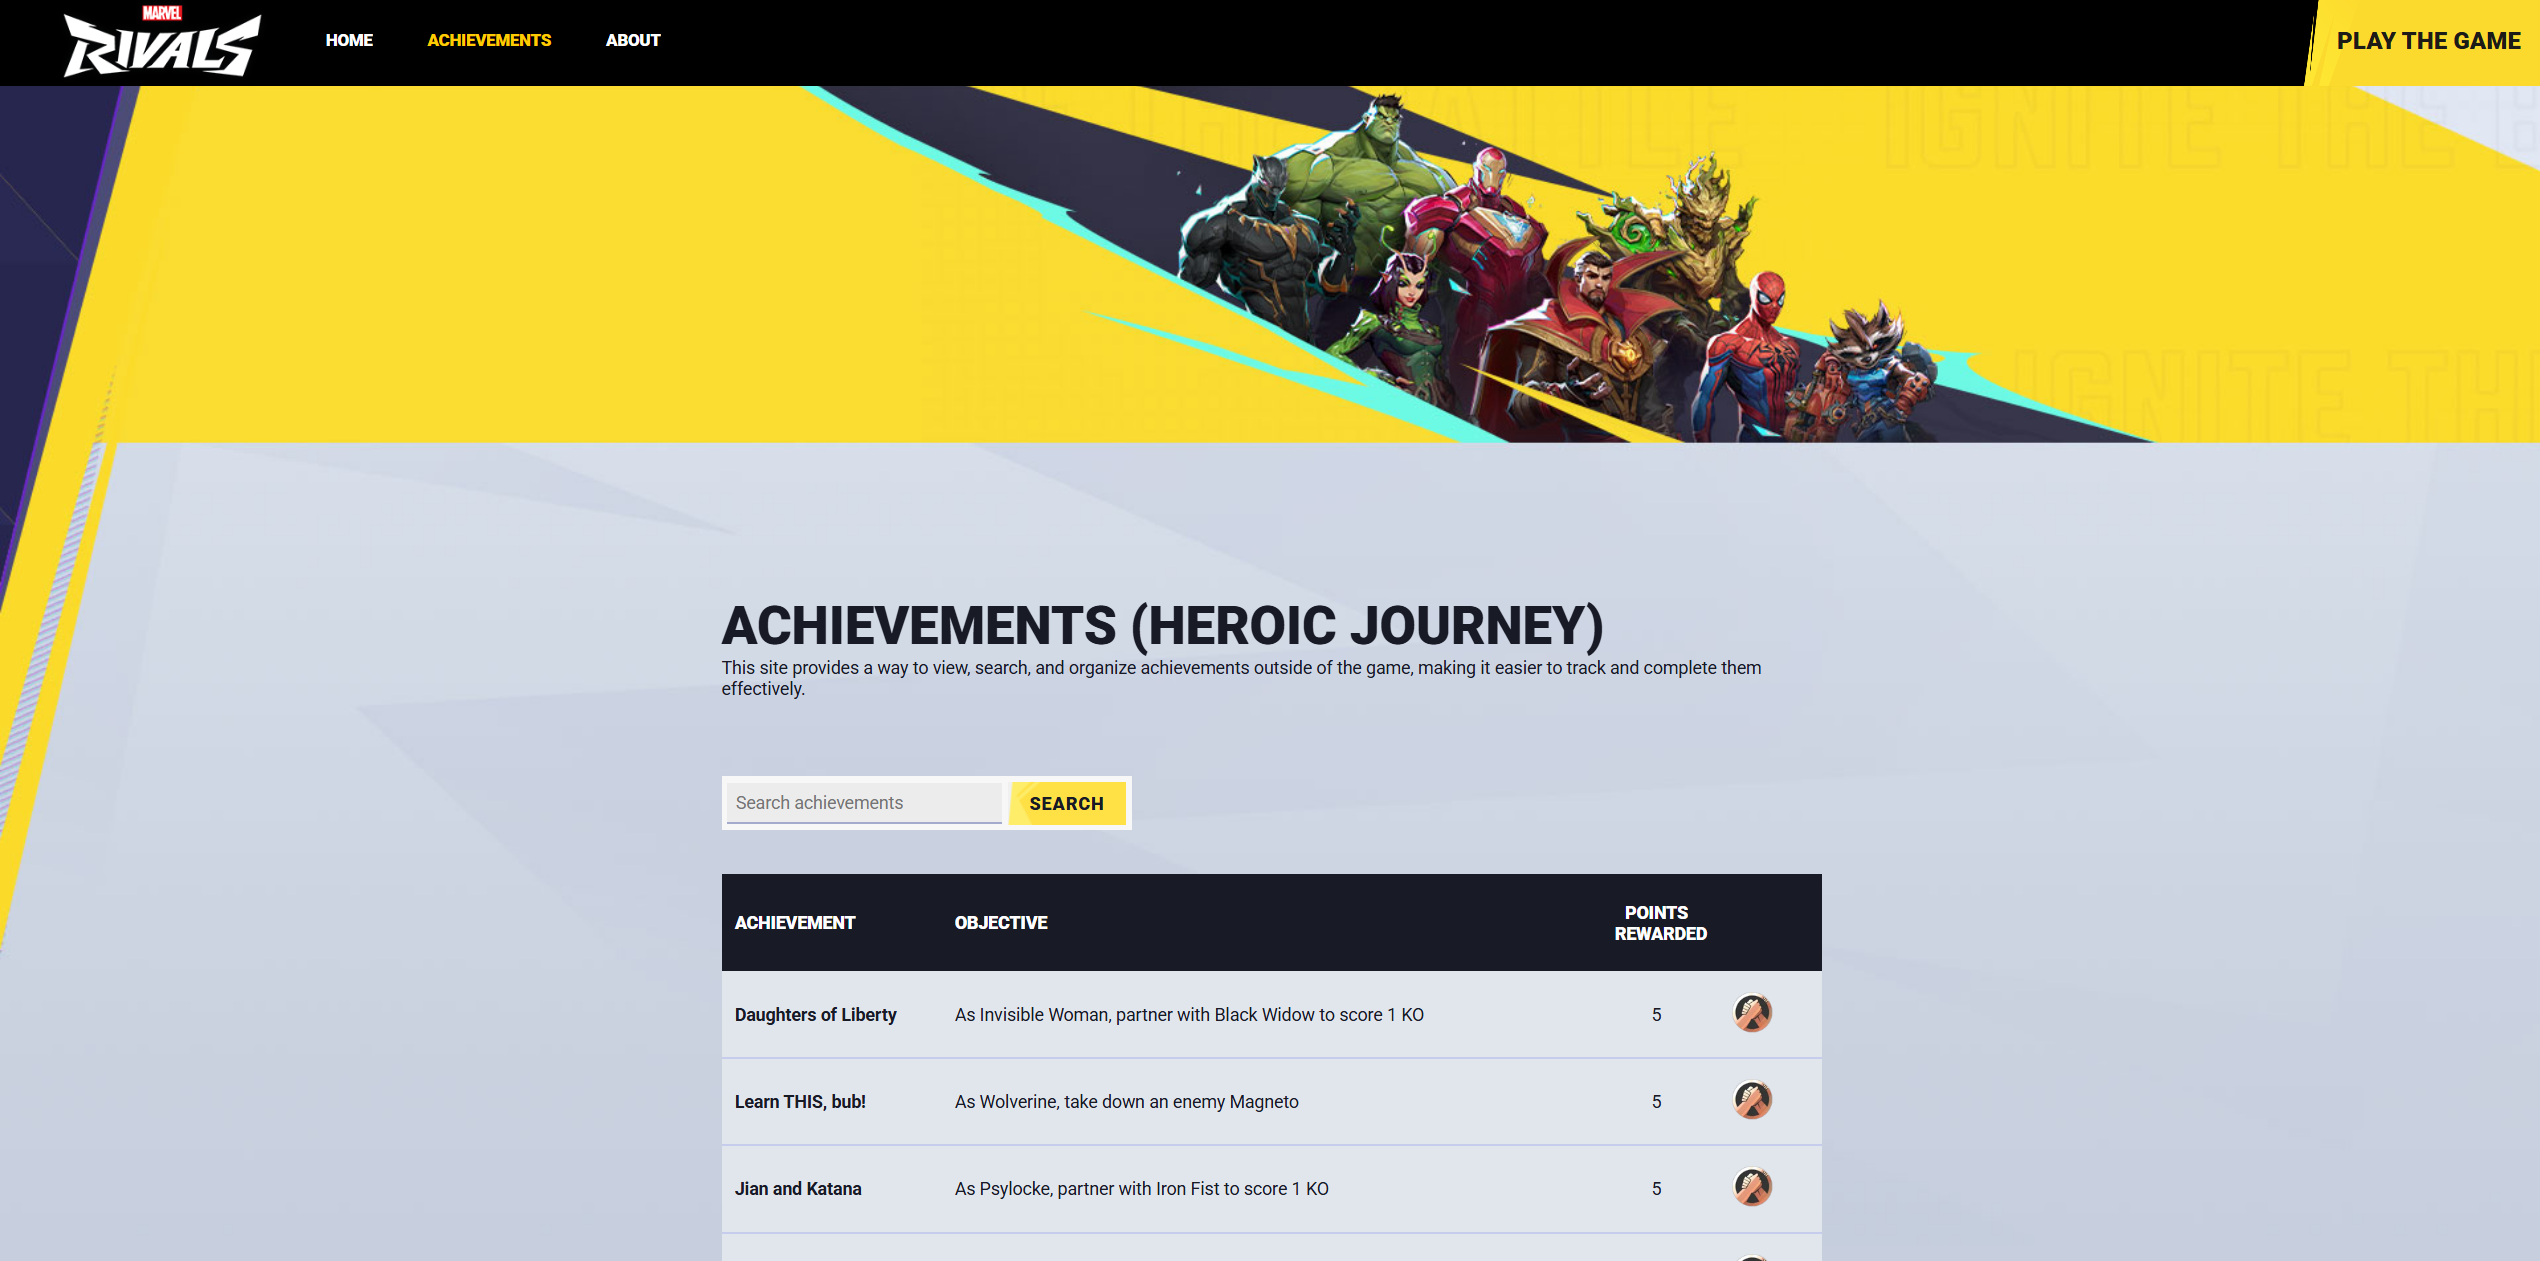 MARVEL
RIVALS
HOME
ACHIEVEMENTS
ABOUT
PLAY THE GAME
IGNITE THE B
IGNITE TH
ACHIEVEMENTS (HEROIC JOURNEY)
This site provides a way to view, search, and organize achievements outside of the game, making it easier to track and complete them
effectively.
Search achievements
SEARCH
ACHIEVEMENT
OBJECTIVE
POINTS
REWARDED
Daughters of Liberty
As Invisible Woman, partner with Black Widow to score 1 KO
5
Learn THIS, bub!
As Wolverine, take down an enemy Magneto
5
Jian and Katana
As Psylocke, partner with Iron Fist to score 1 KO
5